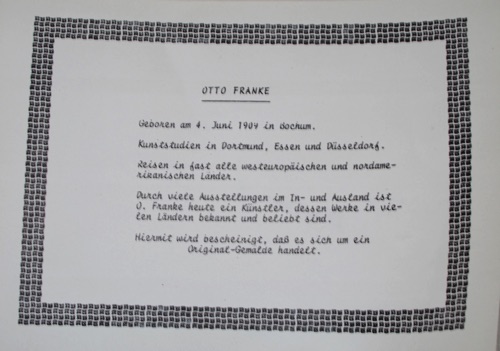 OTTO FRANKE
Geboren am 4. Juni 1909 in Bochum.
Kunststudien in Dortmund, Essen und Düsseldorf.
Reisen in fast alle westeuropäischen und nordame-
rikanischen Länder.
Durch viele Ausstellungen im In- und Ausland ist
O. Franke heute ein Künstler, dessen Werke in vie-
len Ländern bekannt und beliebt sind.
Hiermit wird bescheinigt, daß es sich um ein
Original-Gemälde handelt.